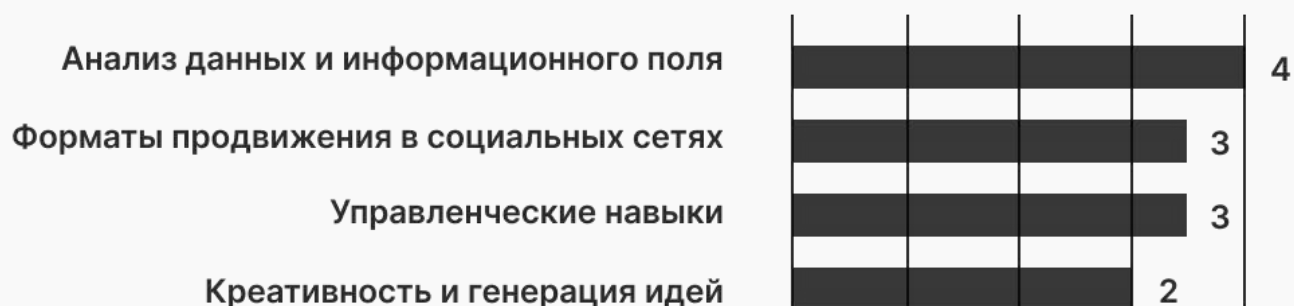 Анализ данных и информационного поля 4
Форматы продвижения в социальных сетях 3
Управленческие навыки 3
Креативность и генерация идей 2